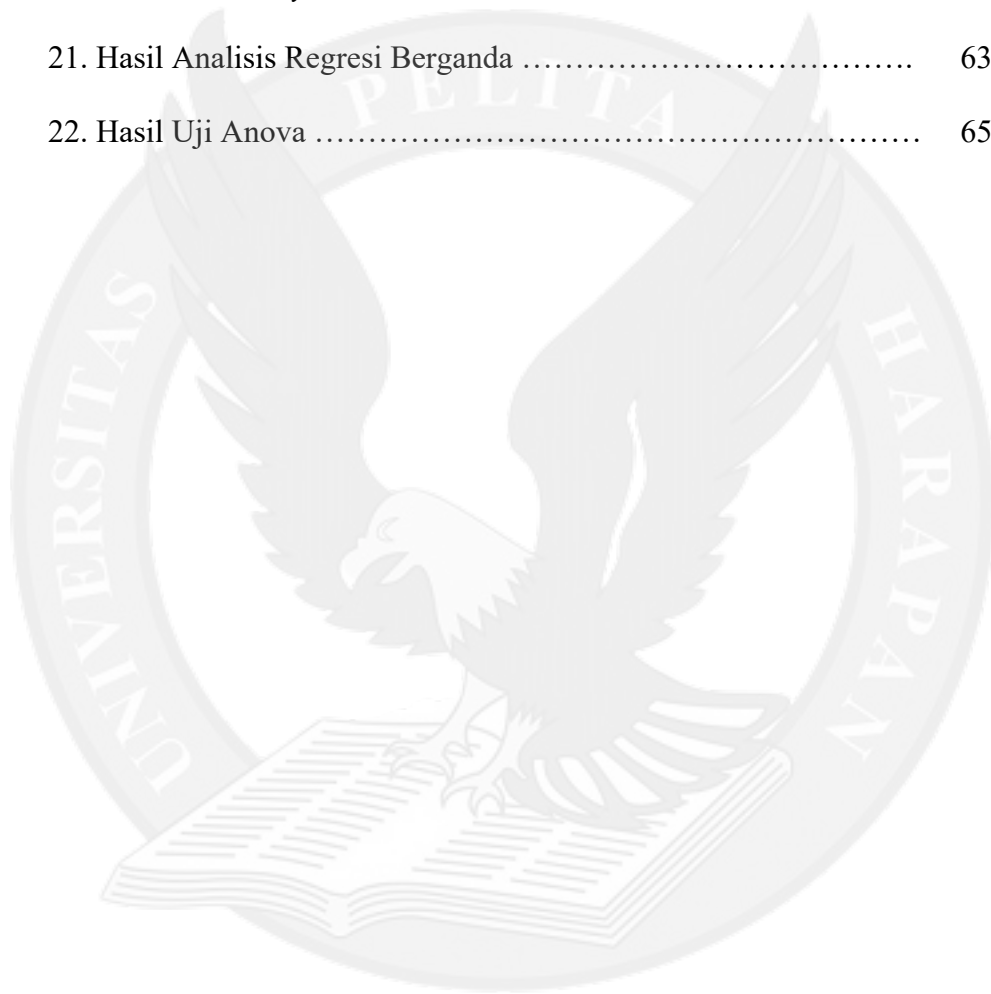 21. Hasil Analisis Regresi Berganda ………………………………. 63
22. Hasil Uji Anova ………………………………………………… 65
UNIVERSITAS PELITA HARAPAN